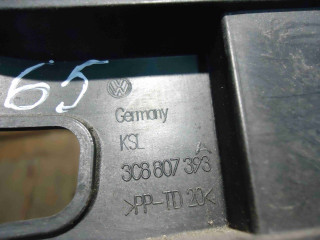 65
Germany
KSL A
3C8 807 393
>PP-TD 20<